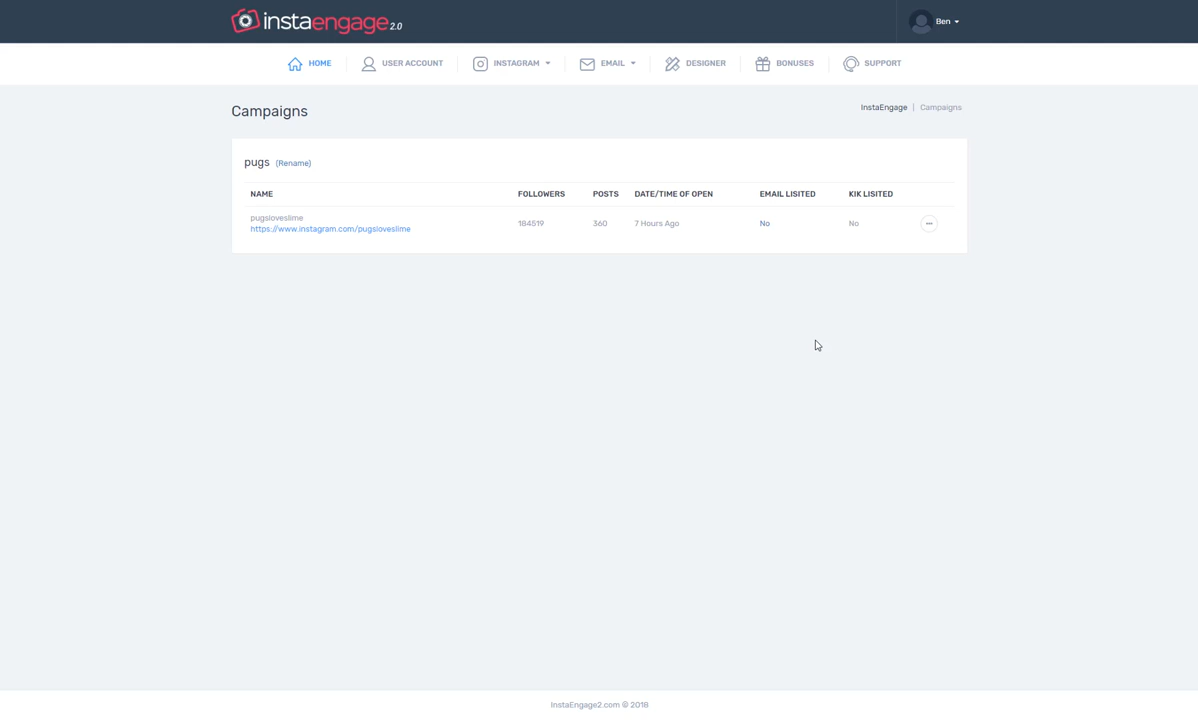 instaengage 2.0
Ben
HOME
USER ACCOUNT
INSTAGRAM
EMAIL
DESIGNER
BONUSES
SUPPORT
Campaigns
InstaEngage | Campaigns
pugs (Rename)
NAME FOLLOWERS POSTS DATE/TIME OF OPEN EMAIL LISITED KIK LISITED
pugsloveslime
https://www.instagram.com/pugsloveslime
184519 360 7 Hours Ago No No
InstaEngage2.com © 2018